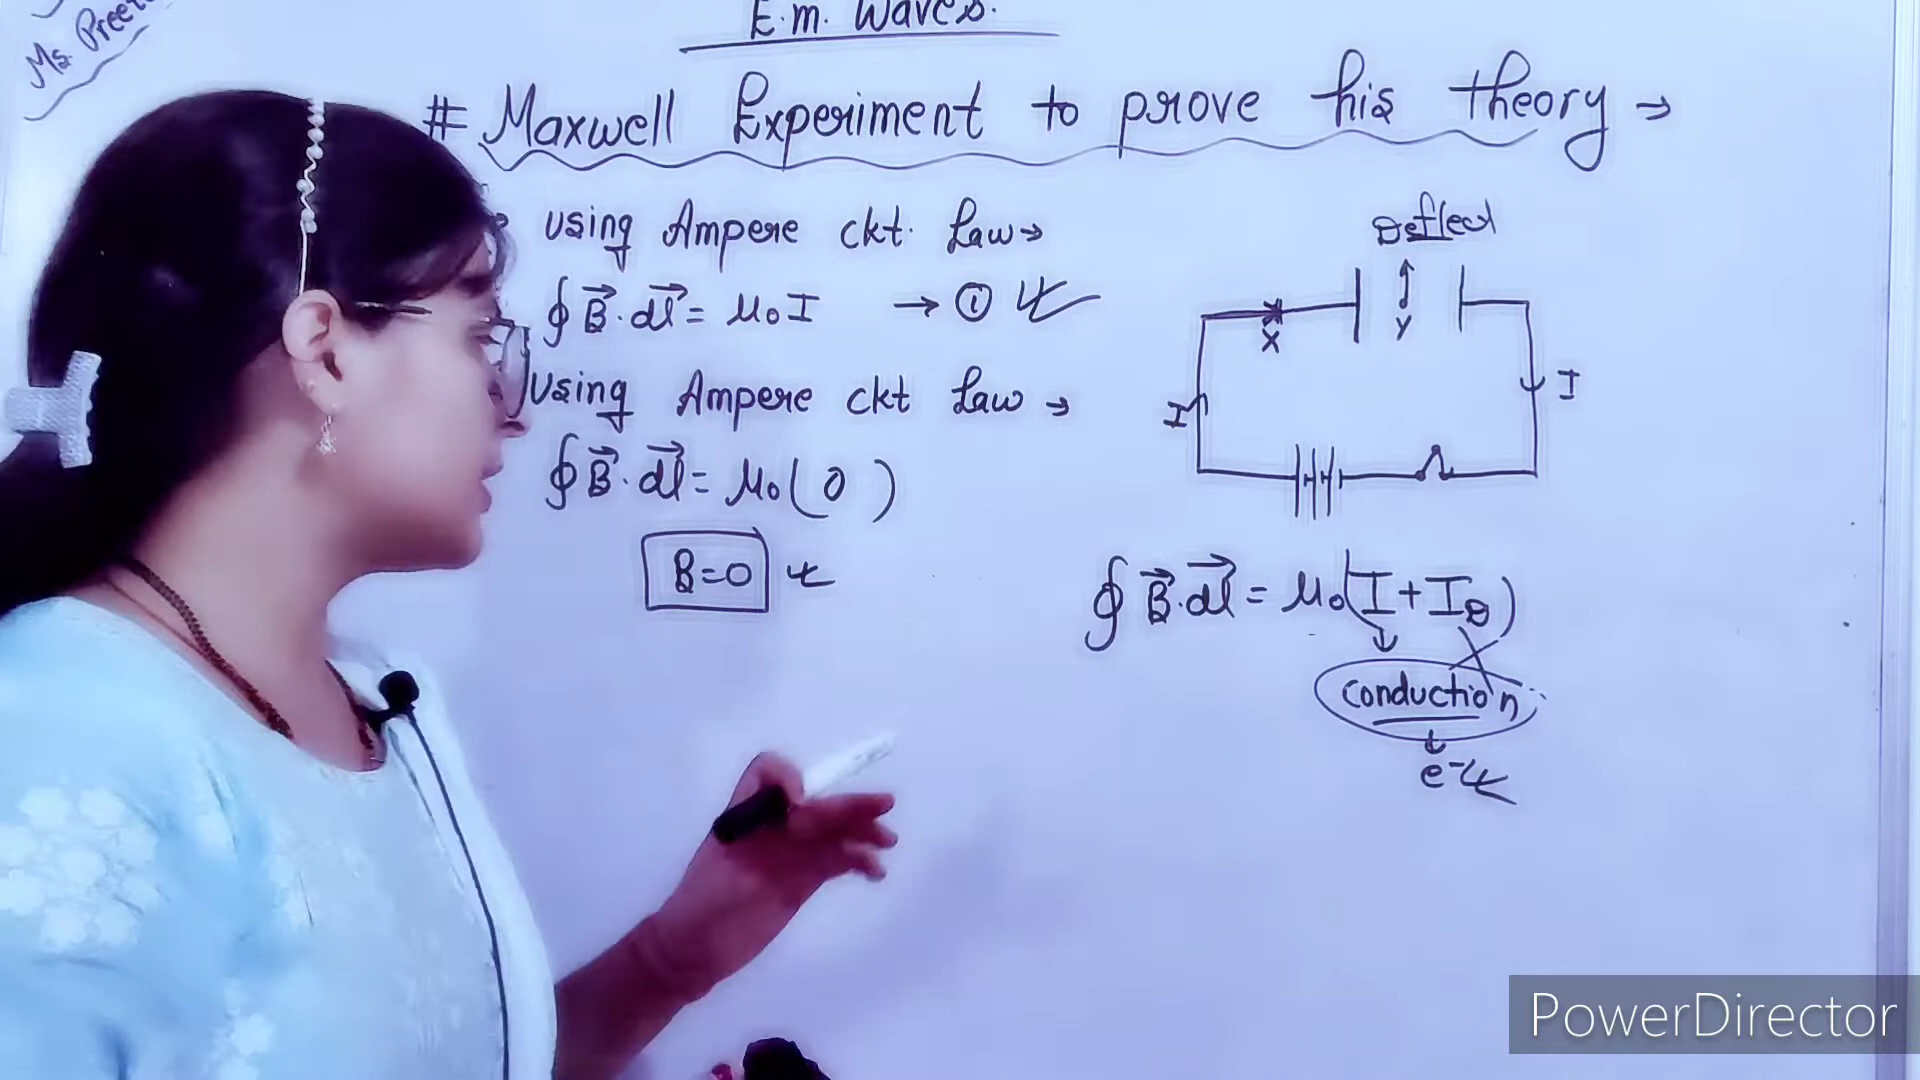 Ms. Pree
E.m. Waves.
# Maxwell Experiment to prove his theory →
using Ampere ckt. Law →
∮ B⃗. dl⃗ = μ₀I → ①
Using Ampere ckt Law →
∮ B⃗. dl⃗ = μ₀( 0 )
B=0
Deflect
X
Y
I
I
∮ B⃗. dl⃗ = μ₀(I + I_D)
conduction
e⁻
PowerDirector